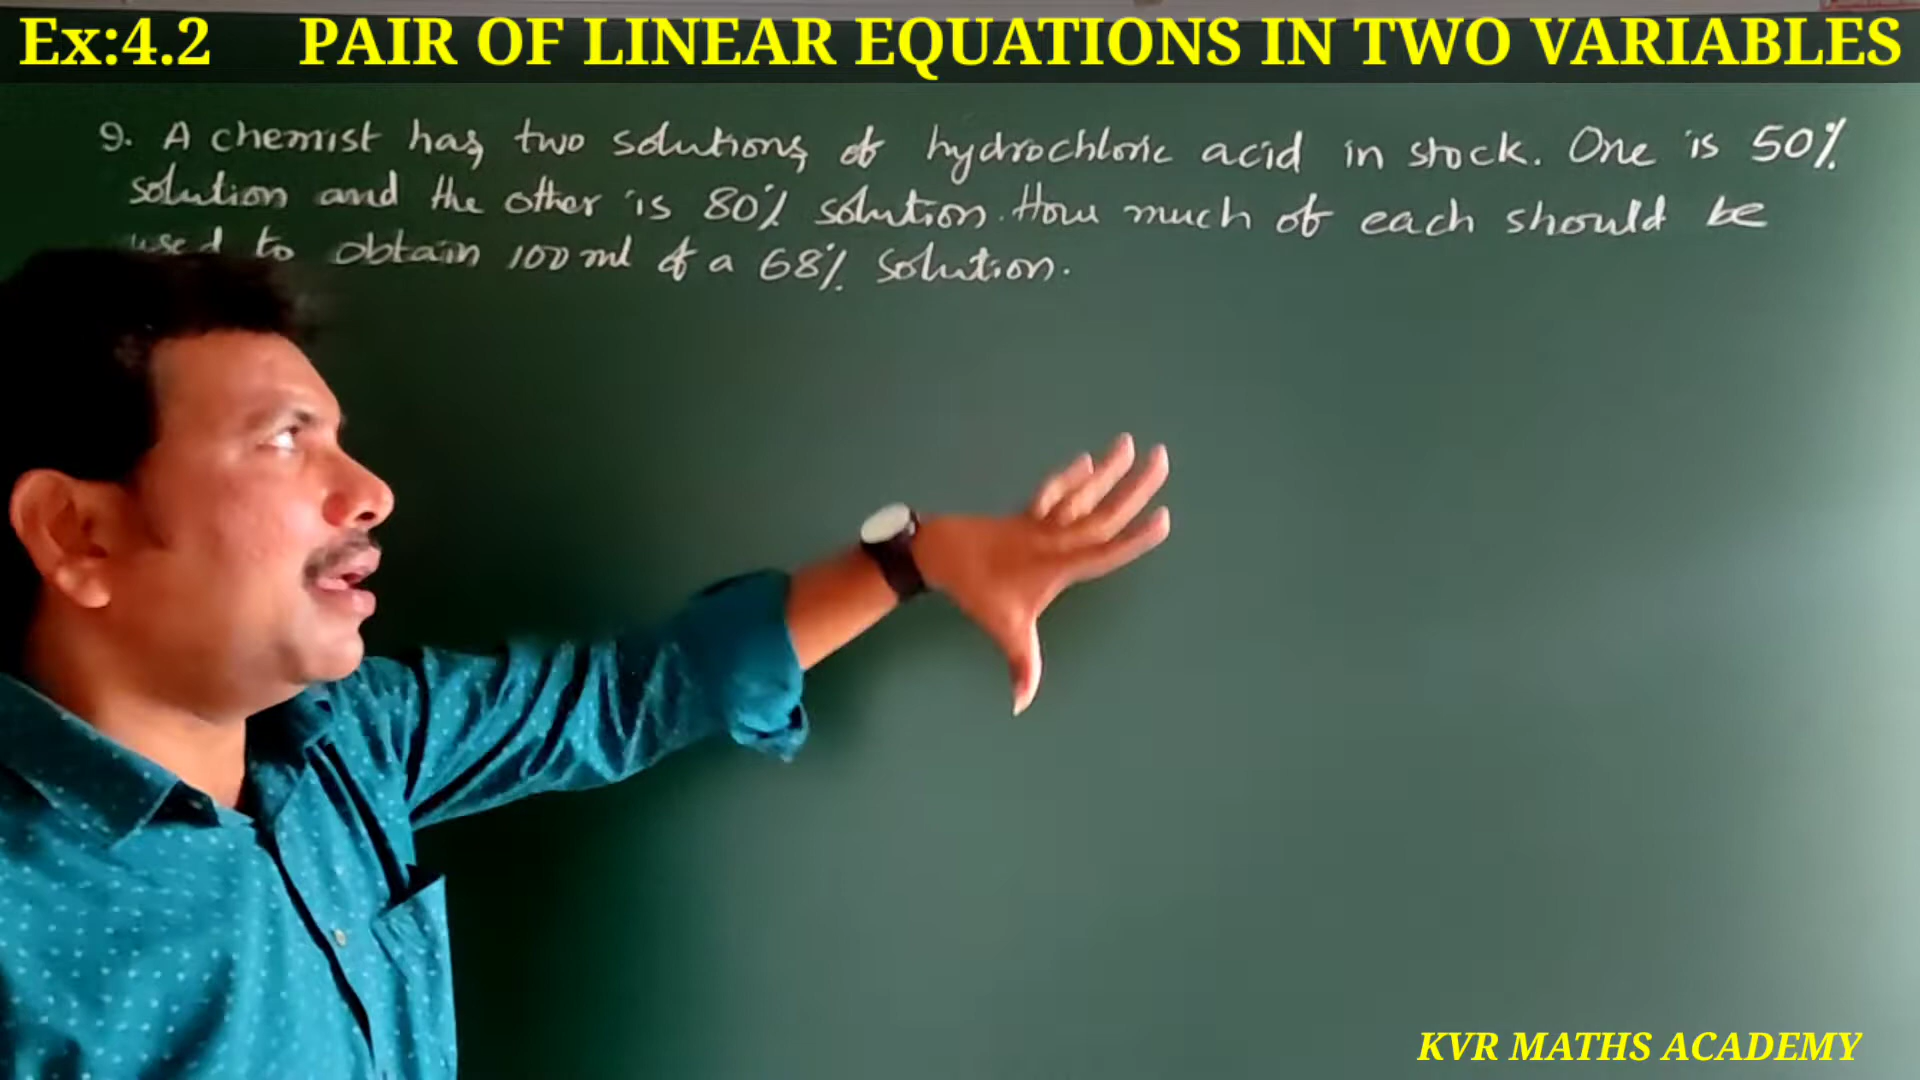 Ex:4.2 PAIR OF LINEAR EQUATIONS IN TWO VARIABLES
9. A chemist has two solutions of hydrochloric acid in stock. One is 50%
solution and the other is 80% solution. How much of each should be
used to obtain 100 ml of a 68% solution.
KVR MATHS ACADEMY